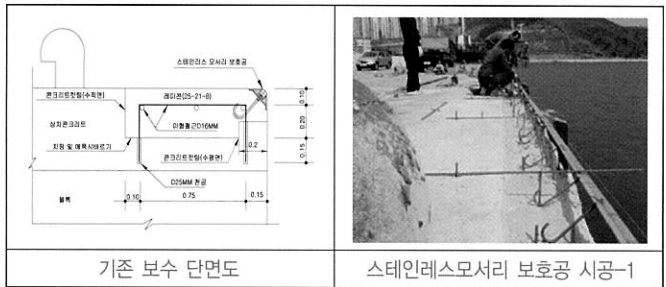 스테인리스 모서리 보호공
콘크리트컷팅(수직면)
레미콘(25-21-8)
0.10
상치콘크리트
이형철근D16MM
0.20
치핑 및 에폭시바르기
0.2
0.15
콘크리트컷팅(수평면)
D25MM 천공
블록
0.10
0.75
0.15
기존 보수 단면도
스테인레스모서리 보호공 시공-1